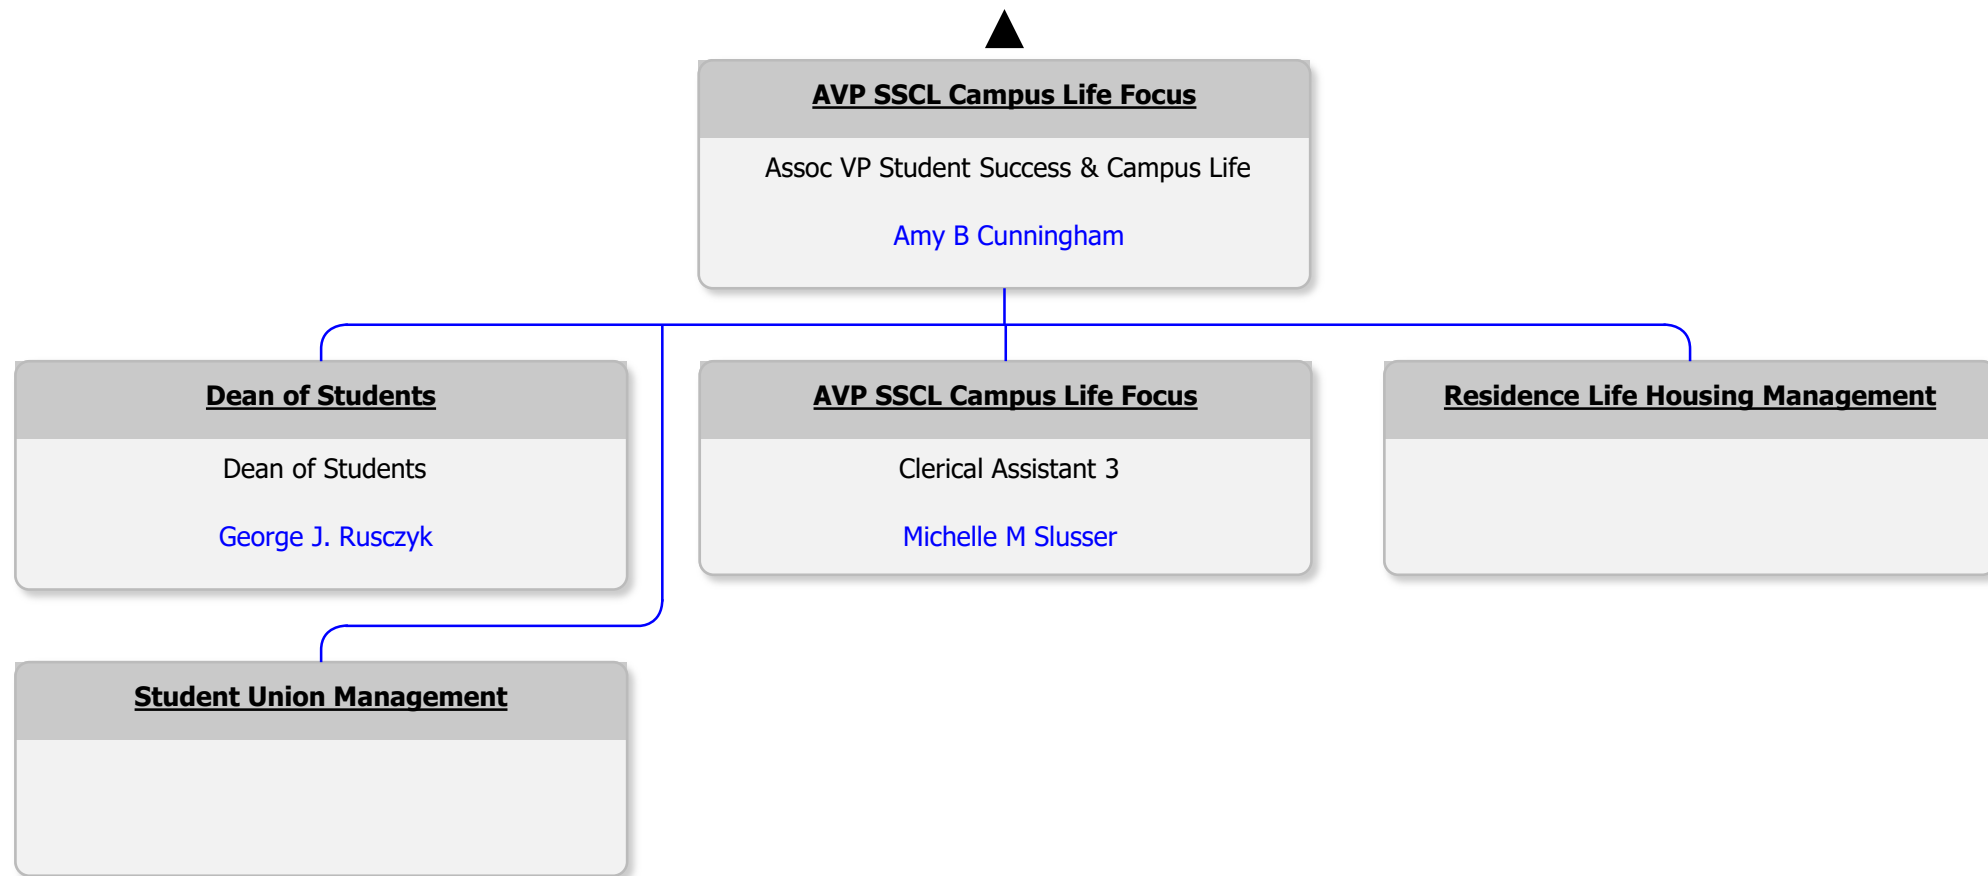 AVP SSCL Campus Life Focus
Assoc VP Student Success & Campus Life
Amy B Cunningham
Dean of Students
Dean of Students
George J. Rusczyk
AVP SSCL Campus Life Focus
Clerical Assistant 3
Michelle M Slusser
Residence Life Housing Management
Student Union Management